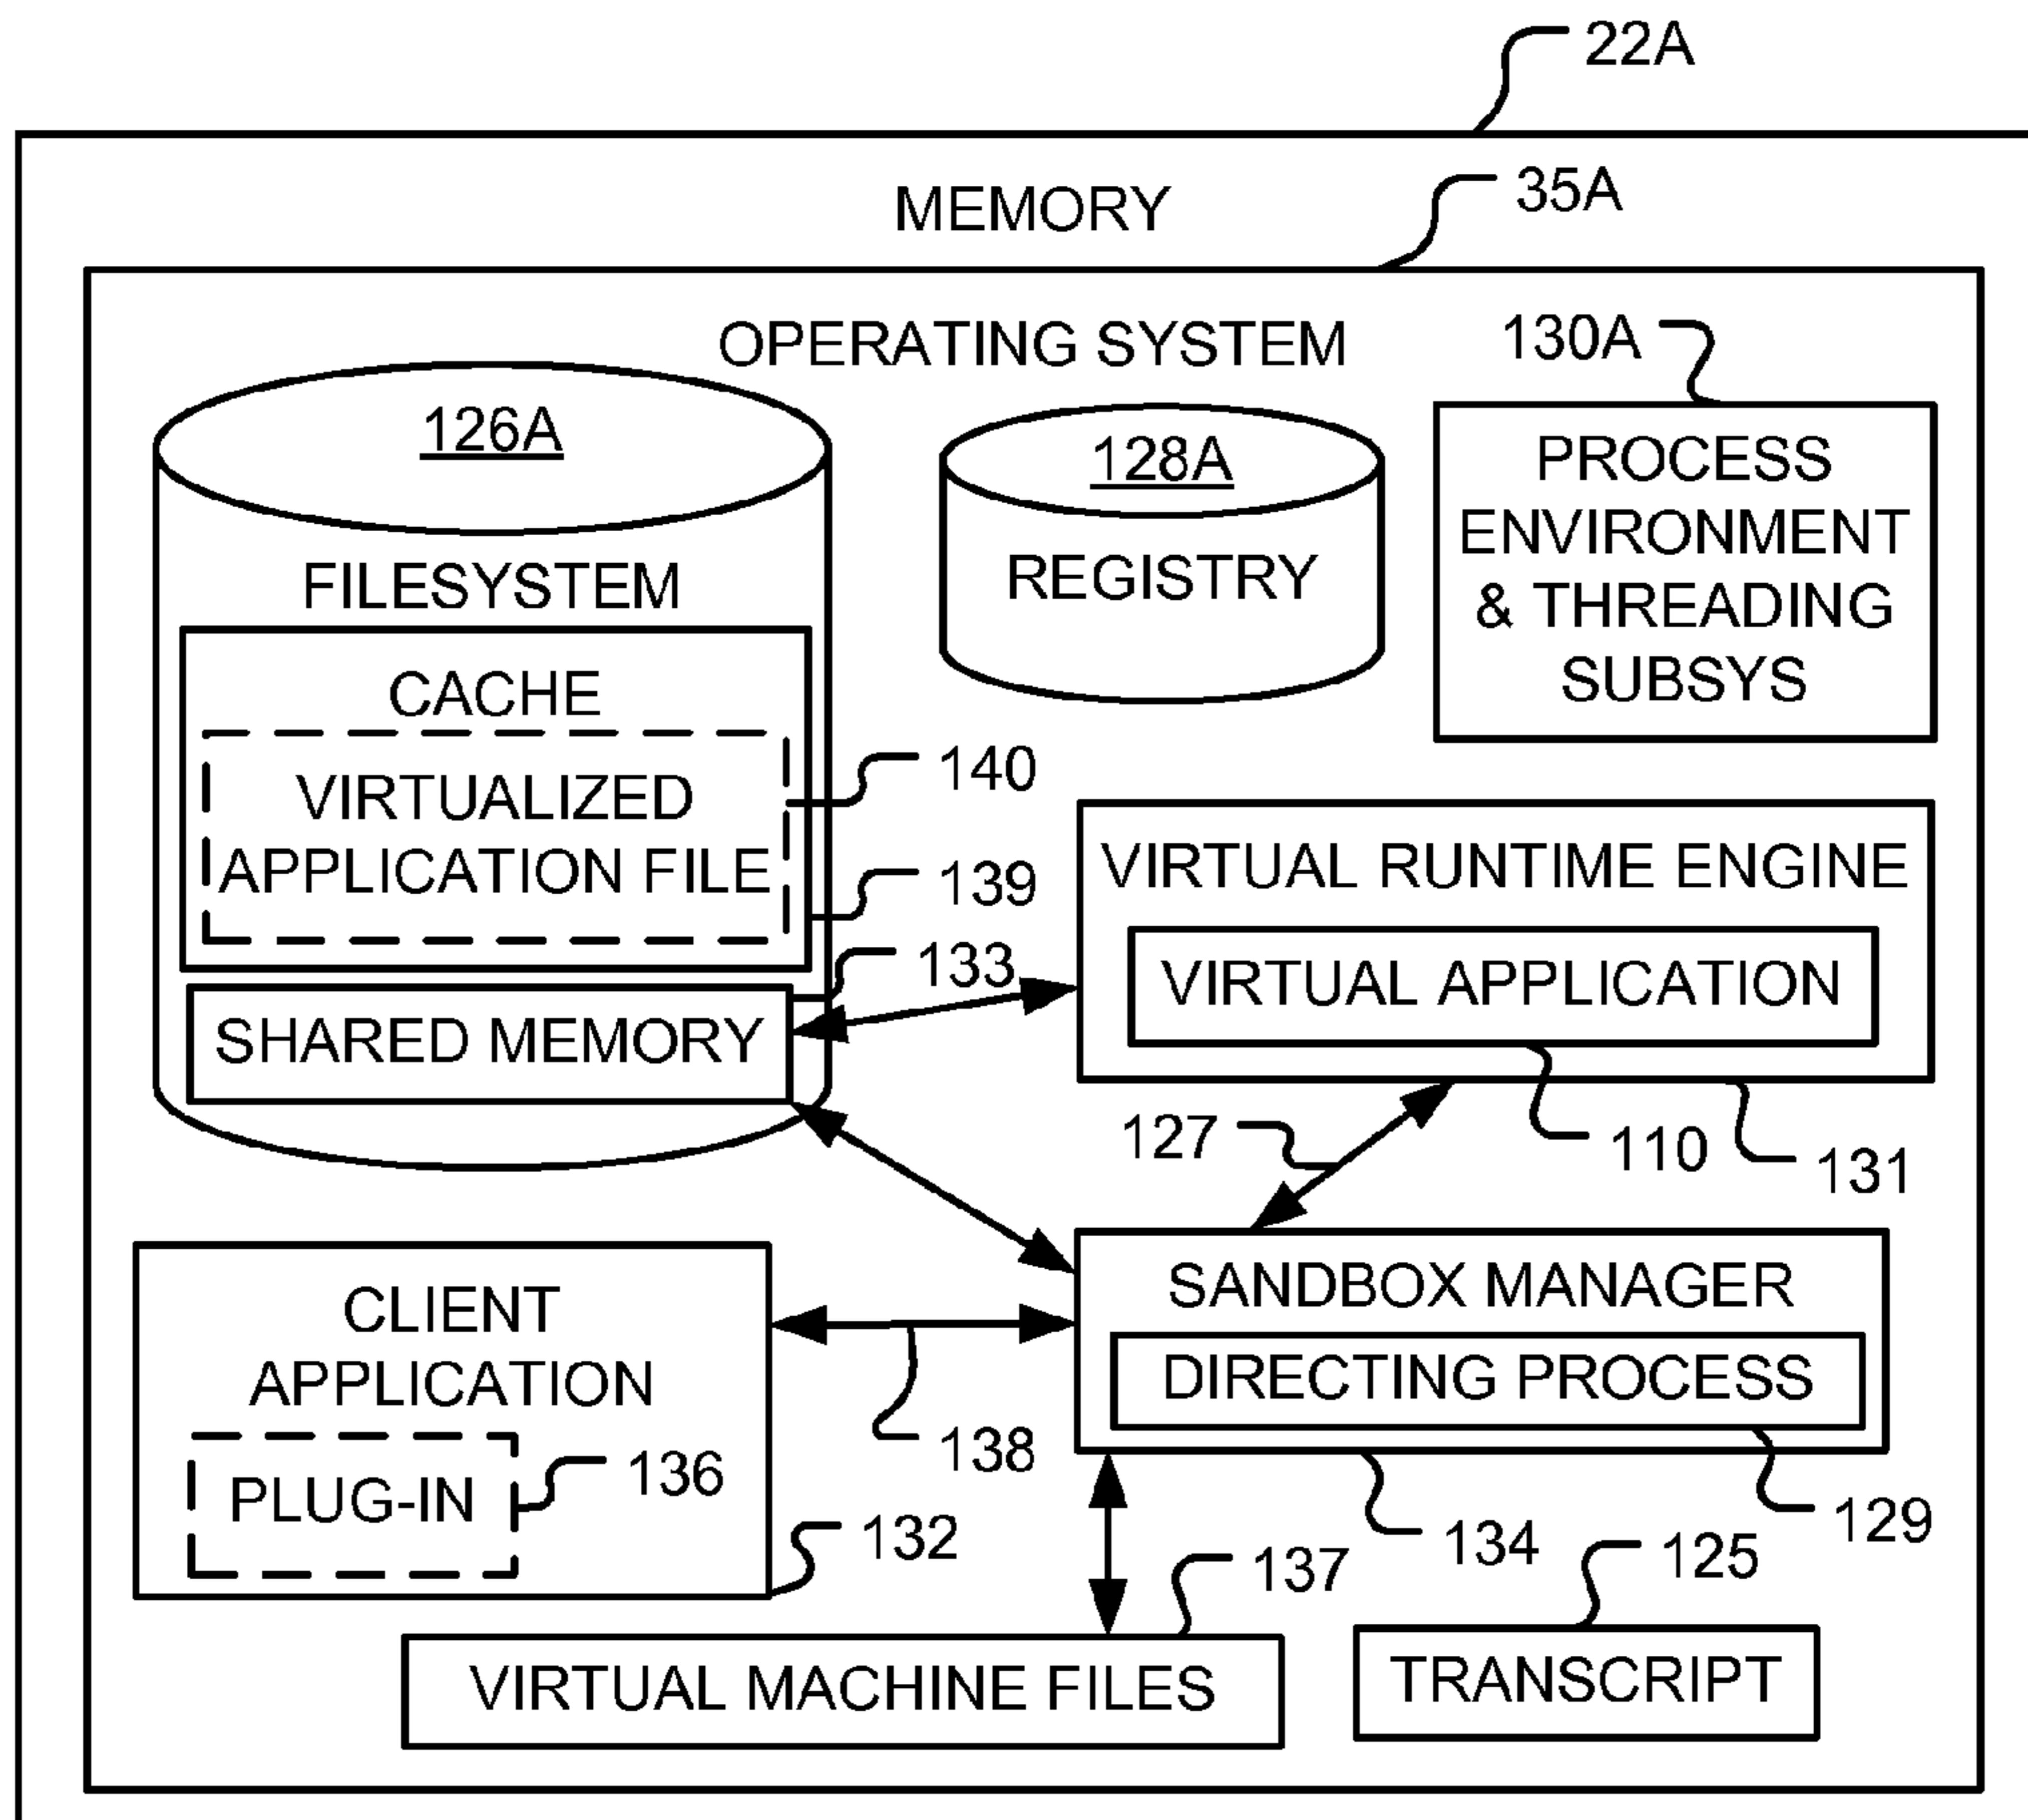 22A
MEMORY
35A
OPERATING SYSTEM
130A
126A
128A
PROCESS
ENVIRONMENT
& THREADING
SUBSYS
FILESYSTEM
REGISTRY
CACHE
VIRTUALIZED
APPLICATION FILE
140
139
133
VIRTUAL RUNTIME ENGINE
VIRTUAL APPLICATION
SHARED MEMORY
127
110
131
CLIENT
APPLICATION
PLUG-IN
136
132
138
SANDBOX MANAGER
DIRECTING PROCESS
129
134
137
125
VIRTUAL MACHINE FILES
TRANSCRIPT